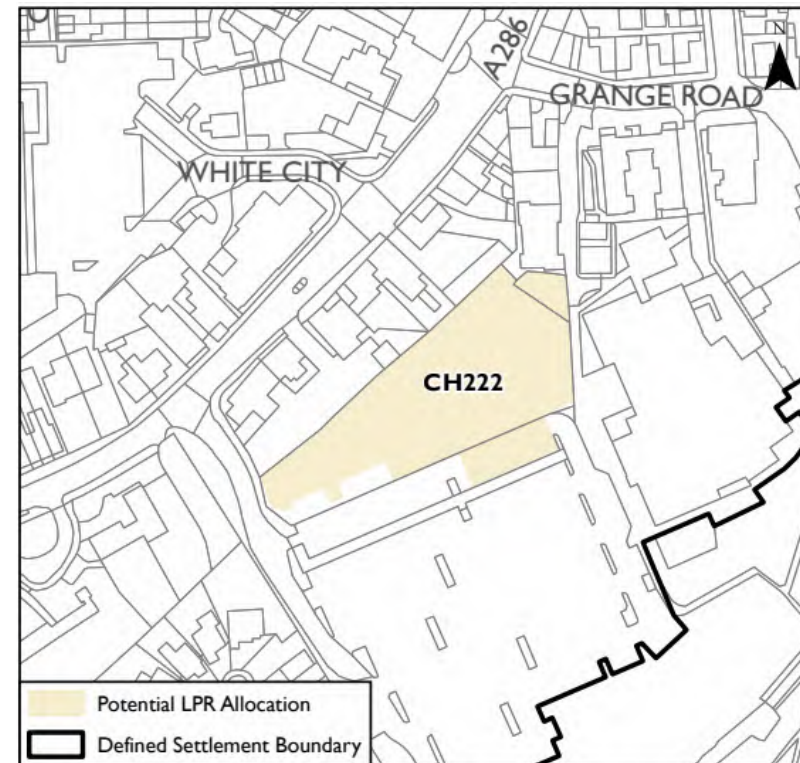 C
A286
N
GRANGE ROAD
WHITE CITY
CH222
Potential LPR Allocation
Defined Settlement Boundary